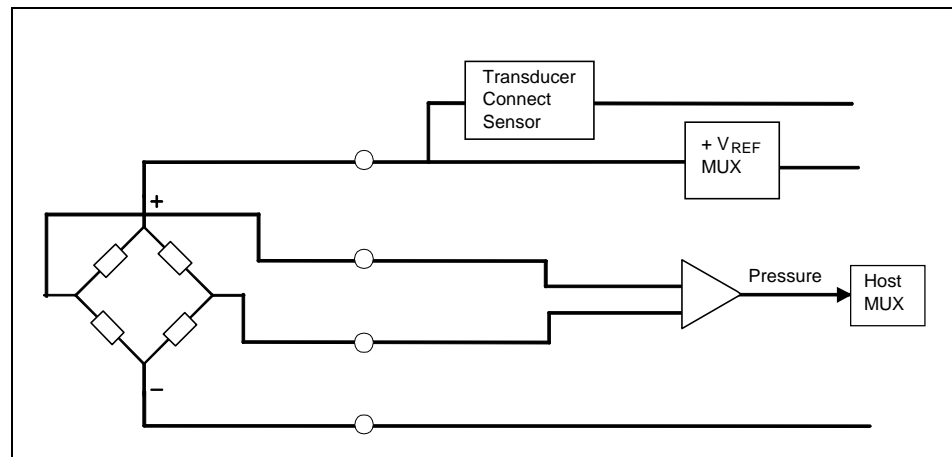 Transducer
Connect
Sensor
+ VREF
MUX
+
Pressure
Host
MUX
–